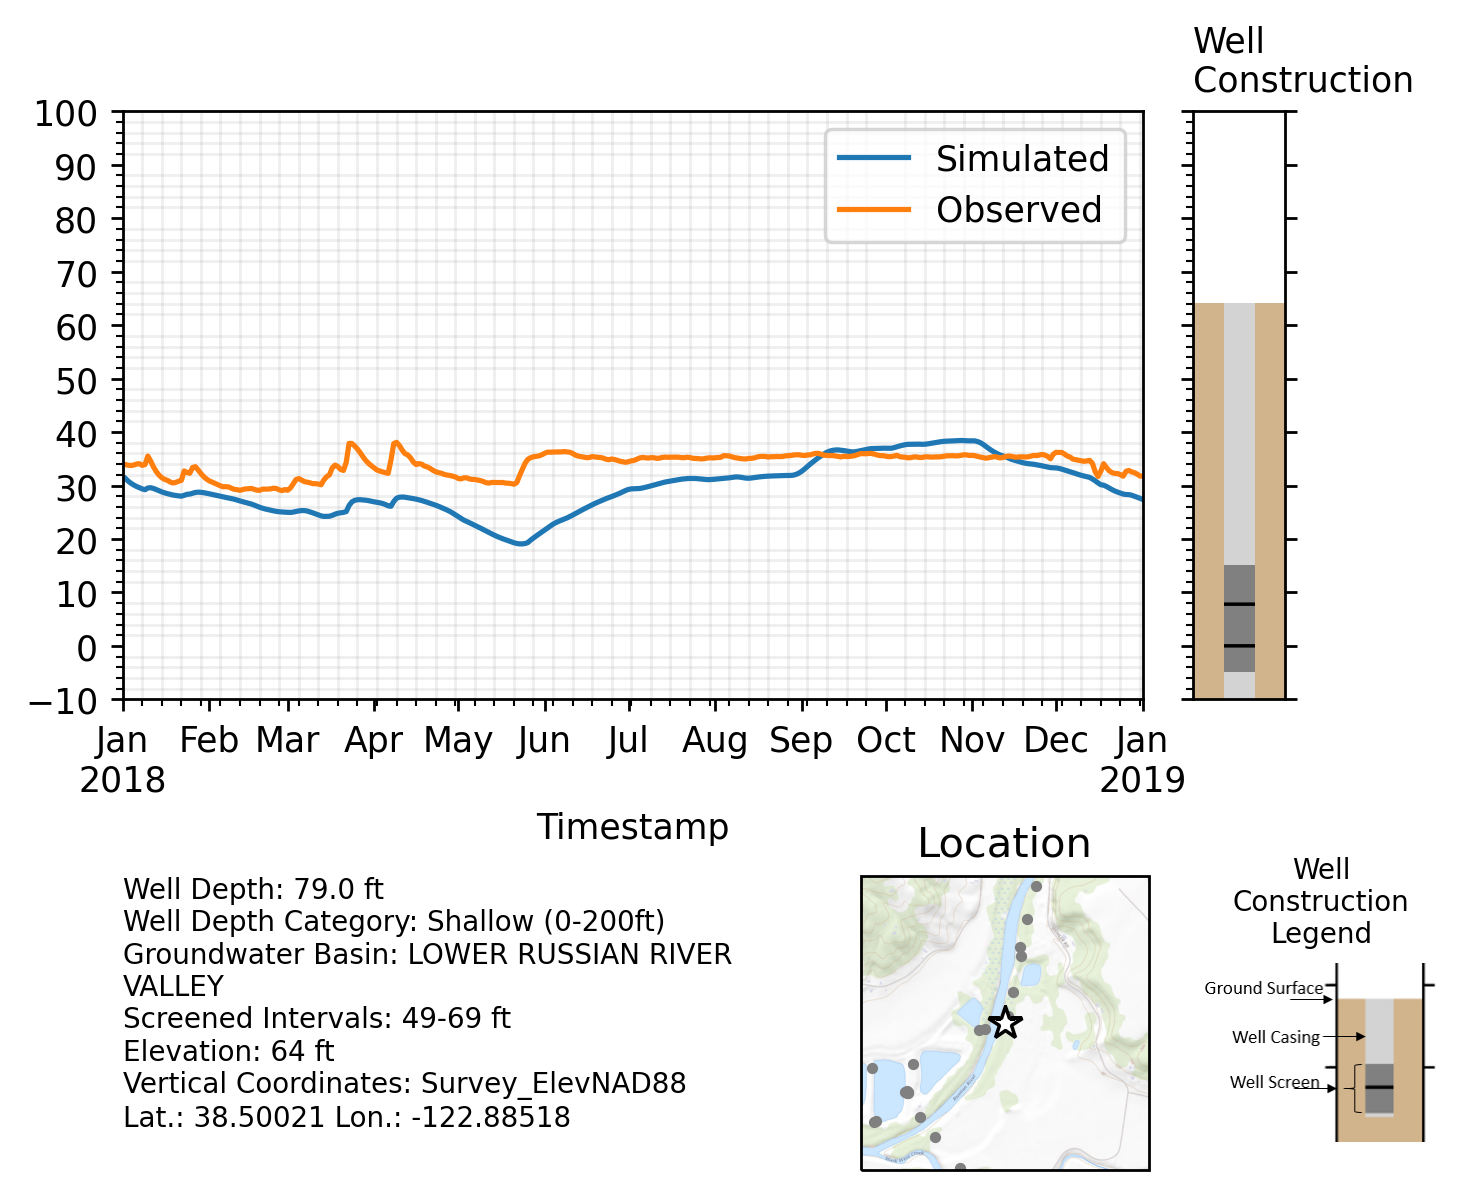 Well
Construction
100
90
80
70
60
50
40
30
20
10
0
−10
Simulated
Observed
Jan Feb Mar Apr May Jun Jul Aug Sep Oct Nov Dec Jan
2018 2019
Timestamp
Well Depth: 79.0 ft
Well Depth Category: Shallow (0-200ft)
Groundwater Basin: LOWER RUSSIAN RIVER
VALLEY
Screened Intervals: 49-69 ft
Elevation: 64 ft
Vertical Coordinates: Survey_ElevNAD88
Lat.: 38.50021 Lon.: -122.88518
Location
Well
Construction
Legend
Ground Surface
Well Casing
Well Screen